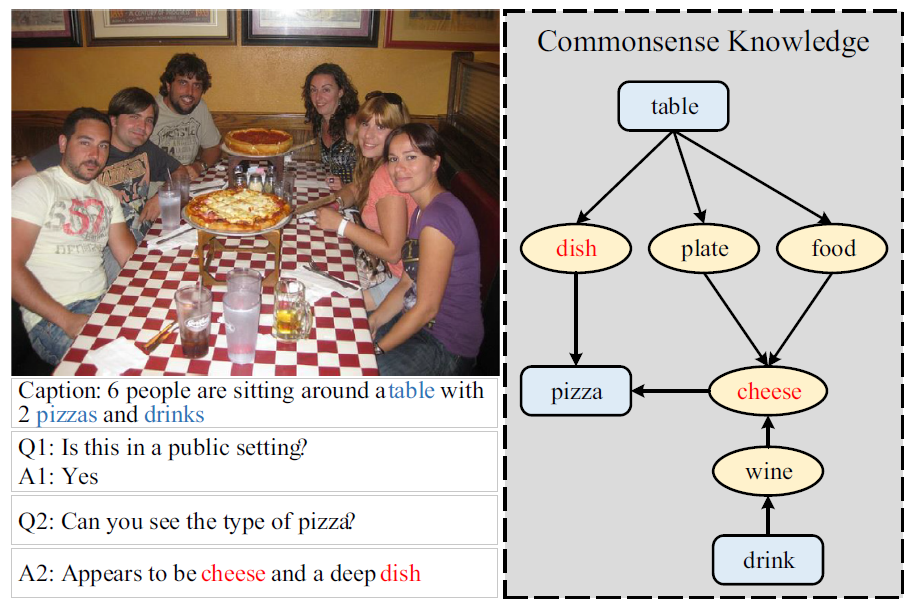 Commonsense Knowledge
table
dish
plate
food
pizza
cheese
wine
drink
Caption: 6 people are sitting around a table with
2 pizzas and drinks
Q1: Is this in a public setting?
A1: Yes
Q2: Can you see the type of pizza?
A2: Appears to be cheese and a deep dish